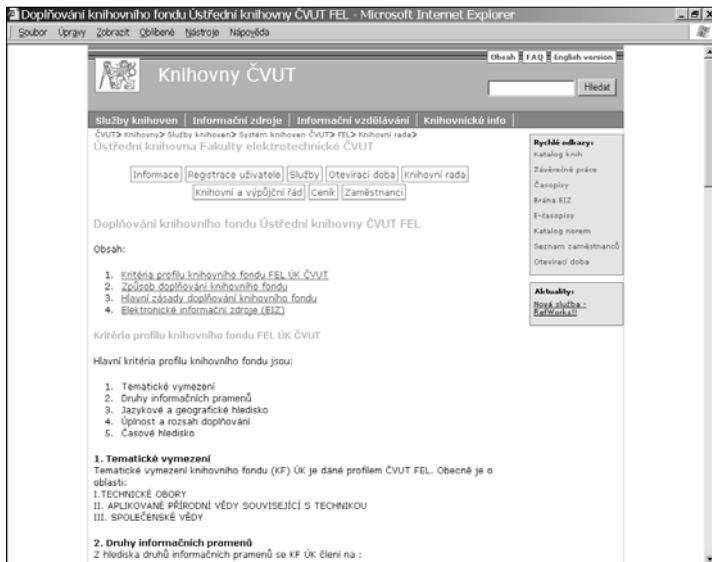 Doplňování knihovního fondu Ústřední knihovny ČVUT FEL - Microsoft Internet Explorer
Soubor Úpravy Zobrazit Oblíbené Nástroje Nápověda
Obsah FAQ English version
Knihovny ČVUT
Hledat
Služby knihoven Informační zdroje Informační vzdělávání Knihovnické info
ČVUT> Knihovny> Služby knihoven> Systém knihoven ČVUT> FEL> Knihovní rada>
Ústřední knihovna Fakulty elektrotechnické ČVUT
Informace Registrace uživatele Služby Otevírací doba Knihovní rada
Knihovní a výpůjční řád Ceník Zaměstnanci
Doplňování knihovního fondu Ústřední knihovny ČVUT FEL
Obsah:
1. Kritéria profilu knihovního fondu FEL ÚK ČVUT
2. Způsob doplňování knihovního fondu
3. Hlavní zásady doplňování knihovního fondu
4. Elektronické informační zdroje (EIZ)
Kritéria profilu knihovního fondu FEL ÚK ČVUT
Hlavní kritéria profilu knihovního fondu jsou:
1. Tematické vymezení
2. Druhy informačních pramenů
3. Jazykové a geografické hledisko
4. Úplnost a rozsah doplňování
5. Časové hledisko
1. Tematické vymezení
Tematické vymezení knihovního fondu (KF) ÚK je dáné profilem ČVUT FEL. Obecně je o
oblasti:
I.TECHNICKÉ OBORY
II. APLIKOVANÉ PŘÍRODNÍ VĚDY SOUVISEJÍCÍ S TECHNIKOU
III. SPOLEČENSKÉ VĚDY
2. Druhy informačních pramenů
Z hlediska druhů informačních pramenů se KF ÚK člení na :
Rychlé odkazy:
Katalog knih
Závěrečné práce
Časopisy
Brána EIZ
E-časopisy
Katalog norem
Seznam zaměstnanců
Otevírací doba
Aktuality:
Nová služba -
RefWorks!!